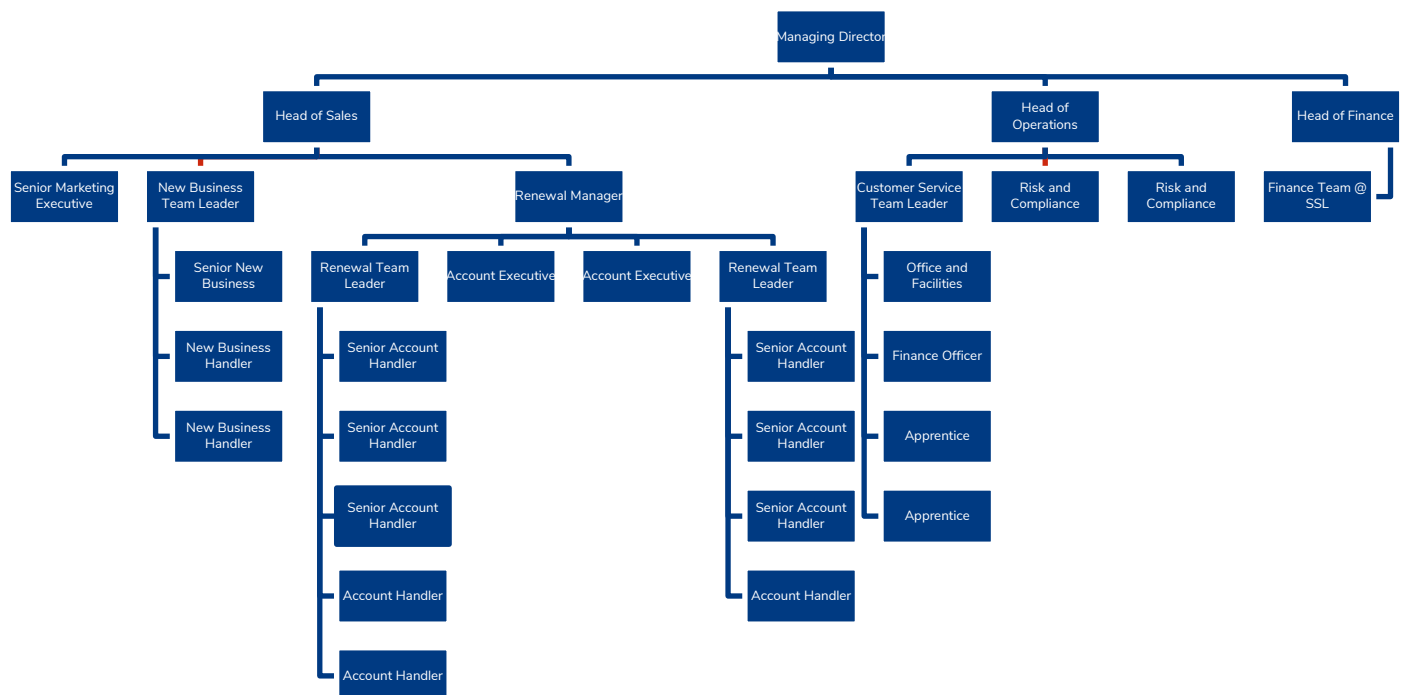 Managing Director
Head of Sales
Head of
Operations
Head of Finance
Senior Marketing
Executive
New Business
Team Leader
Renewal Manager
Customer Service
Team Leader
Risk and
Compliance
Risk and
Compliance
Finance Team @
SSL
Senior New
Business
Renewal Team
Leader
Account Executive
Account Executive
Renewal Team
Leader
Office and
Facilities
New Business
Handler
Senior Account
Handler
Senior Account
Handler
Finance Officer
New Business
Handler
Senior Account
Handler
Senior Account
Handler
Apprentice
Senior Account
Handler
Senior Account
Handler
Apprentice
Account Handler
Account Handler
Account Handler